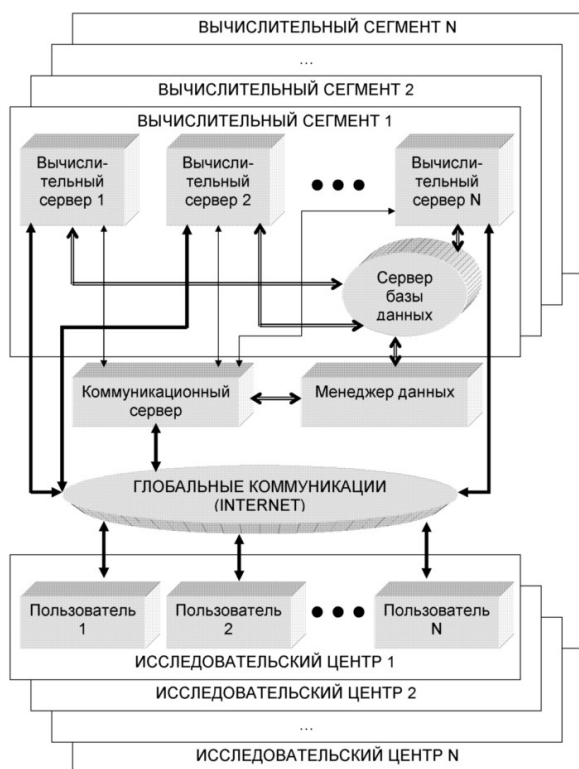 ВЫЧИСЛИТЕЛЬНЫЙ СЕГМЕНТ N
...
ВЫЧИСЛИТЕЛЬНЫЙ СЕГМЕНТ 2
ВЫЧИСЛИТЕЛЬНЫЙ СЕГМЕНТ 1
Вычисли-
тельный
сервер 1
Вычисли-
тельный
сервер 2
Вычисли-
тельный
сервер N
Сервер
базы
данных
Коммуникационный
сервер
Менеджер данных
ГЛОБАЛЬНЫЕ КОММУНИКАЦИИ
(INTERNET)
Пользователь
1
Пользователь
2
Пользователь
N
ИССЛЕДОВАТЕЛЬСКИЙ ЦЕНТР 1
ИССЛЕДОВАТЕЛЬСКИЙ ЦЕНТР 2
...
ИССЛЕДОВАТЕЛЬСКИЙ ЦЕНТР N